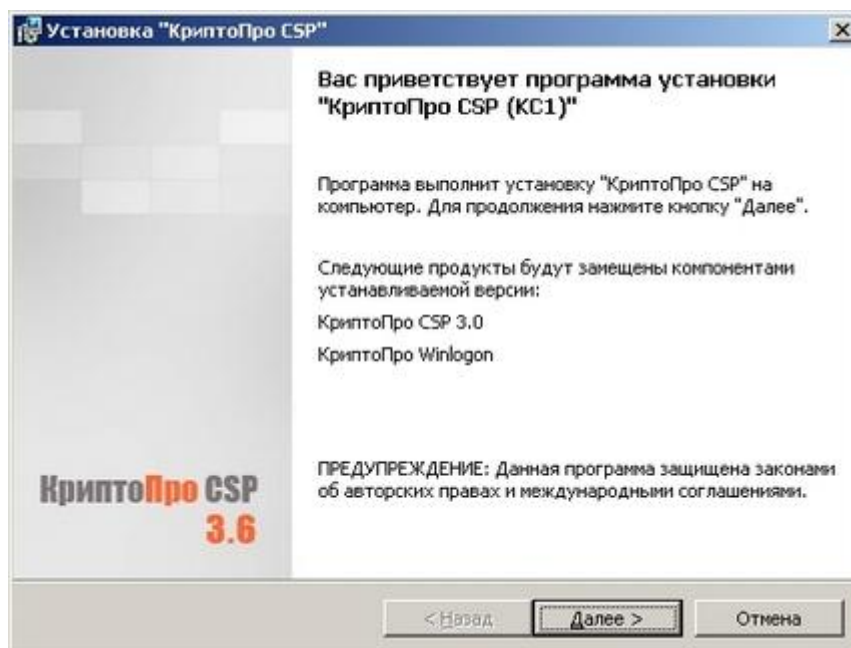 Установка "КриптоПро CSP"
Вас приветствует программа установки
"КриптоПро CSP (KC1)"
Программа выполнит установку "КриптоПро CSP" на
компьютер. Для продолжения нажмите кнопку "Далее".
Следующие продукты будут замещены компонентами
устанавливаемой версии:
КриптоПро CSP 3.0
КриптоПро Winlogon
ПРЕДУПРЕЖДЕНИЕ: Данная программа защищена законами
об авторских правах и международными соглашениями.
КриптоПро CSP
3.6
< Назад
Далее >
Отмена